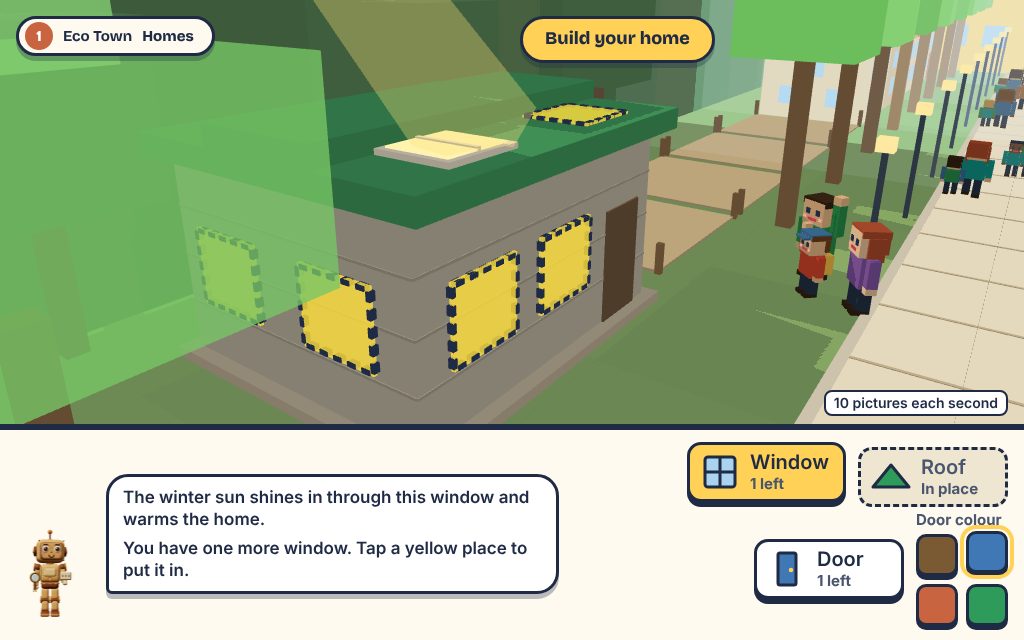 1 Eco Town Homes
Build your home
10 pictures each second
The winter sun shines in through this window and
warms the home.
You have one more window. Tap a yellow place to
put it in.
Window
1 left
Roof
In place
Door colour
Door
1 left